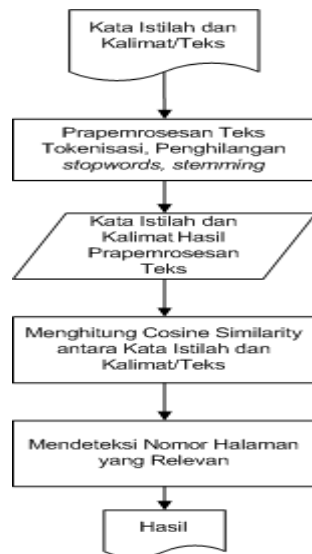 Kata Istilah dan
Kalimat/Teks
Prapemrosesan Teks
Tokenisasi, Penghilangan
stopwords, stemming
Kata Istilah dan
Kalimat Hasil
Prapemrosesan
Teks
Menghitung Cosine Similarity
antara Kata Istilah dan
Kalimat/Teks
Mendeteksi Nomor Halaman
yang Relevan
Hasil